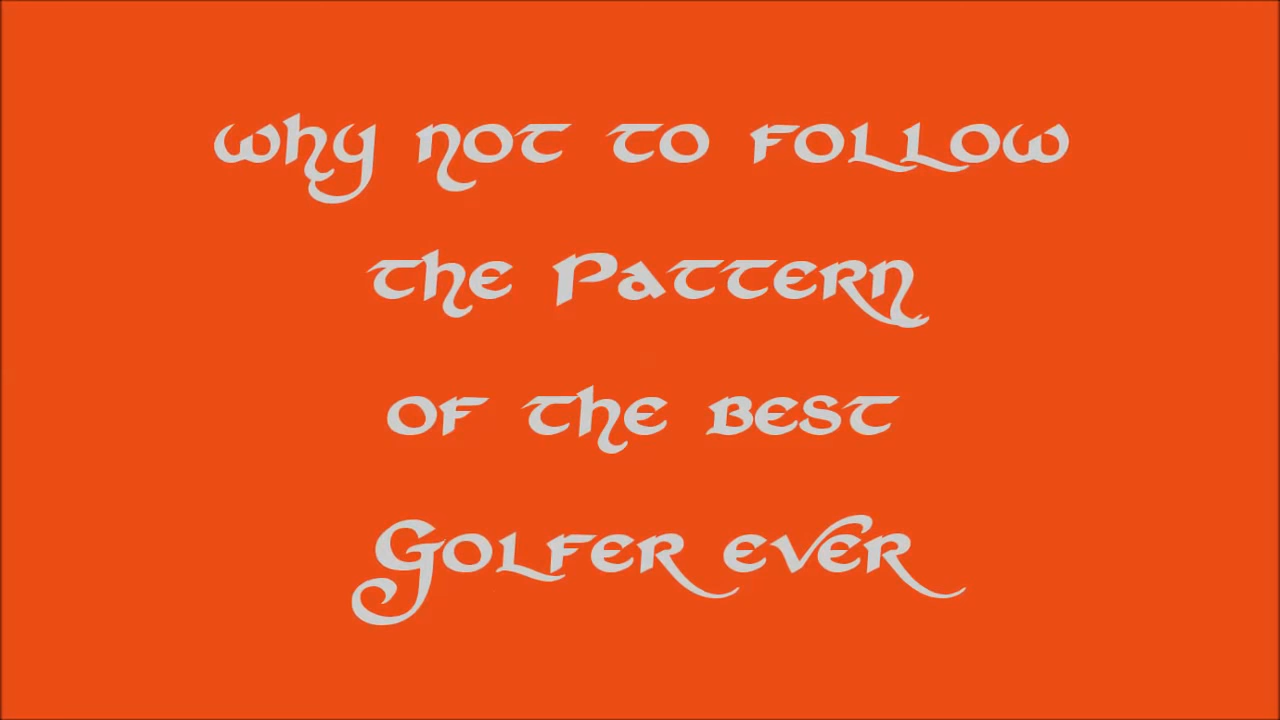 why not to follow
the Pattern
of the best
Golfer ever